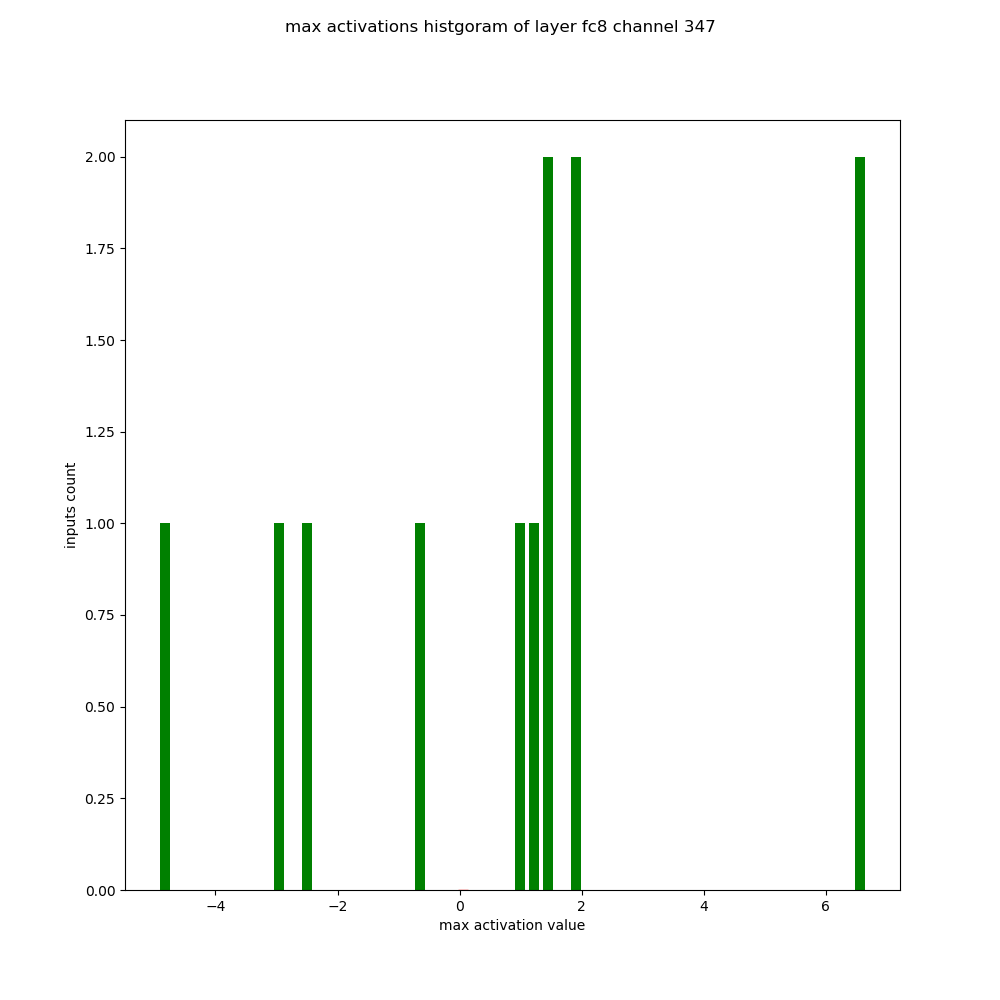 max activations histgoram of layer fc8 channel 347
2.00
1.75
1.50
1.25
1.00
0.75
0.50
0.25
0.00
inputs count
−4 −2 0 2 4 6
max activation value